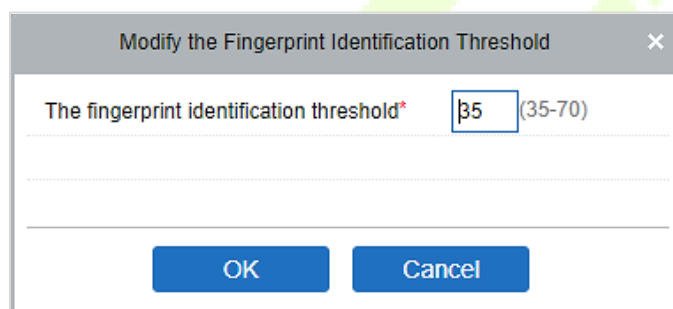 Modify the Fingerprint Identification Threshold ×
The fingerprint identification threshold* 35 (35-70)
OK Cancel